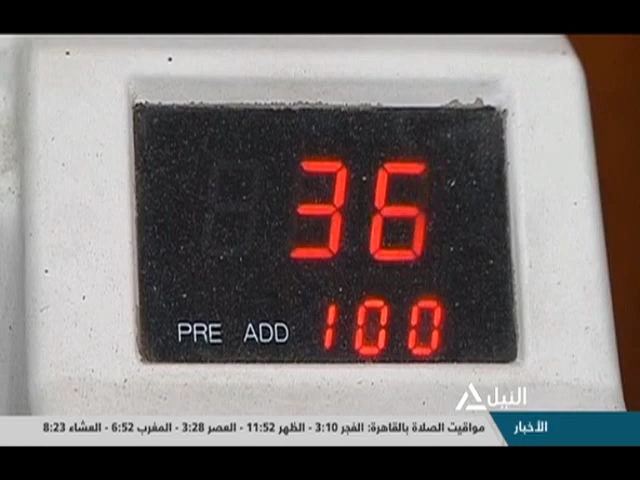 36
PRE ADD 100
النيل
الأخبار
مواقيت الصلاة بالقاهرة: الفجر 3:10 - الظهر 11:52 - العصر 3:28 - المغرب 6:52 - العشاء 8:23